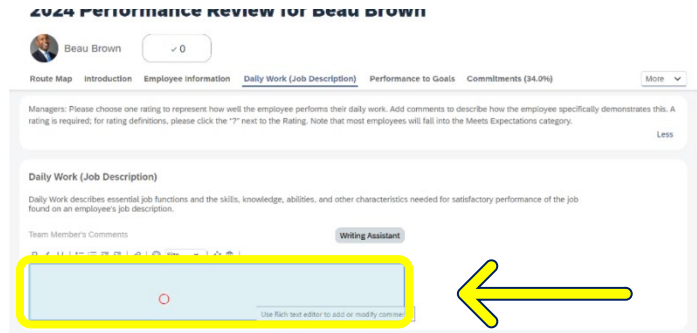 2024 Performance Review for Beau Brown
Beau Brown
0
Route Map Introduction Employee Information Daily Work (Job Description) Performance to Goals Commitments (34.0%) More
Managers: Please choose one rating to represent how well the employee performs their daily work. Add comments to describe how the employee specifically demonstrates this. A
rating is required; for rating definitions, please click the "?" next to the Rating. Note that most employees will fall into the Meets Expectations category.
Less
Daily Work (Job Description)
Daily Work describes essential job functions and the skills, knowledge, abilities, and other characteristics needed for satisfactory performance of the job
found on an employee's job description.
Team Member's Comments Writing Assistant
Use Rich text editor to add or modify